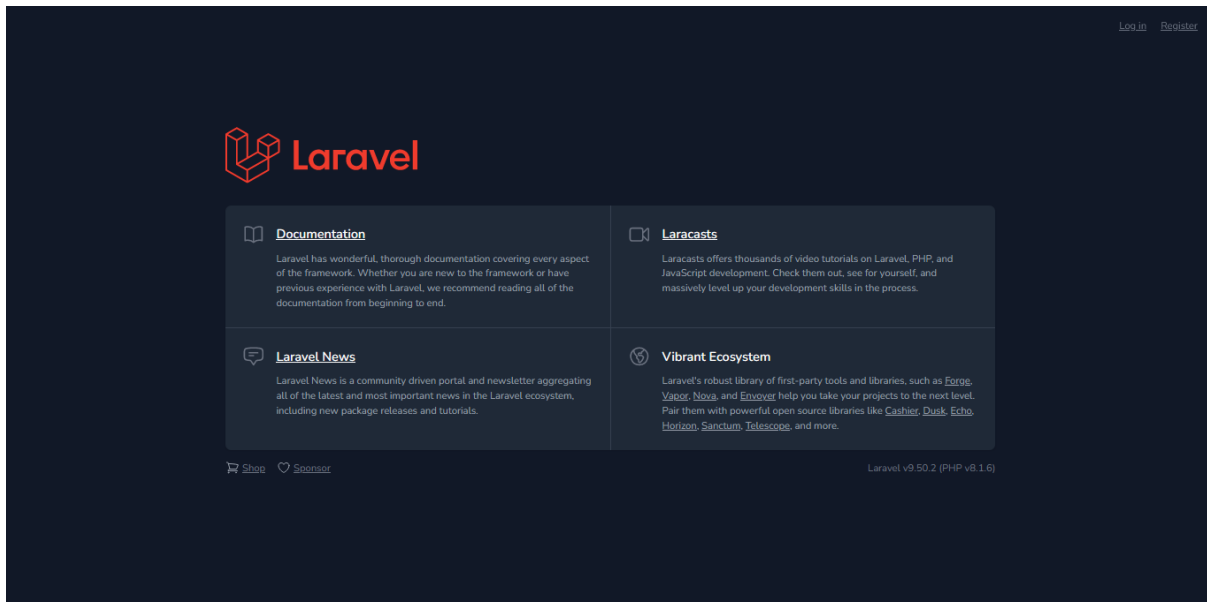 Log in Register
Laravel
Documentation
Laravel has wonderful, thorough documentation covering every aspect
of the framework. Whether you are new to the framework or have
previous experience with Laravel, we recommend reading all of the
documentation from beginning to end.
Laracasts
Laracasts offers thousands of video tutorials on Laravel, PHP, and
JavaScript development. Check them out, see for yourself, and
massively level up your development skills in the process.
Laravel News
Laravel News is a community driven portal and newsletter aggregating
all of the latest and most important news in the Laravel ecosystem,
including new package releases and tutorials.
Vibrant Ecosystem
Laravel's robust library of first-party tools and libraries, such as Forge,
Vapor, Nova, and Envoyer help you take your projects to the next level.
Pair them with powerful open source libraries like Cashier, Dusk, Echo,
Horizon, Sanctum, Telescope, and more.
Shop Sponsor
Laravel v9.50.2 (PHP v8.1.6)